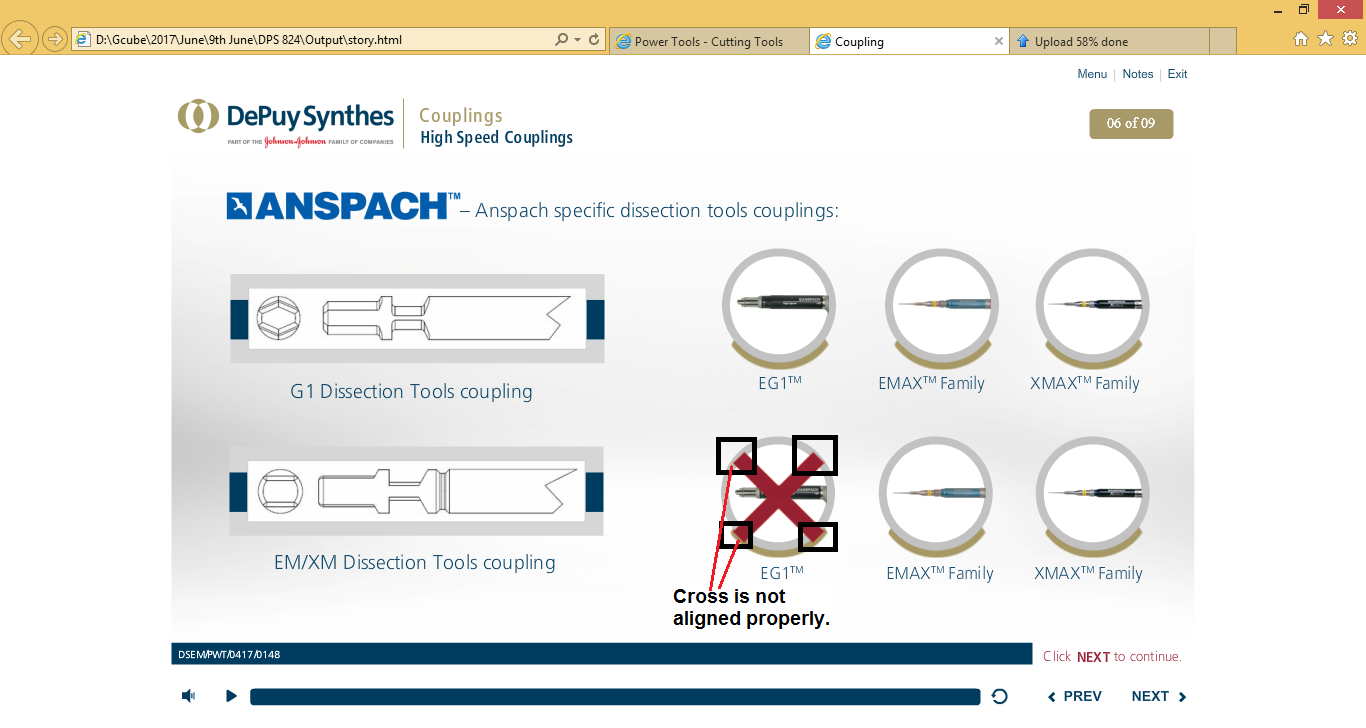 D:\Gcube\2017\June\9th June\DPS 824\Output\story.html
Power Tools - Cutting Tools
Coupling
Upload 58% done
Menu | Notes | Exit
DePuy Synthes
PART OF THE Johnson&Johnson FAMILY OF COMPANIES
Couplings
High Speed Couplings
06 of 09
ANSPACH™ – Anspach specific dissection tools couplings:
ANSPACH
ANSPACH
G1 Dissection Tools coupling
EG1™
EMAX™ Family
XMAX™ Family
ANSPACH
EM/XM Dissection Tools coupling
EG1™
EMAX™ Family
XMAX™ Family
Cross is not
aligned properly.
DSEM/PWT/0417/0148
Click NEXT to continue.
PREV
NEXT